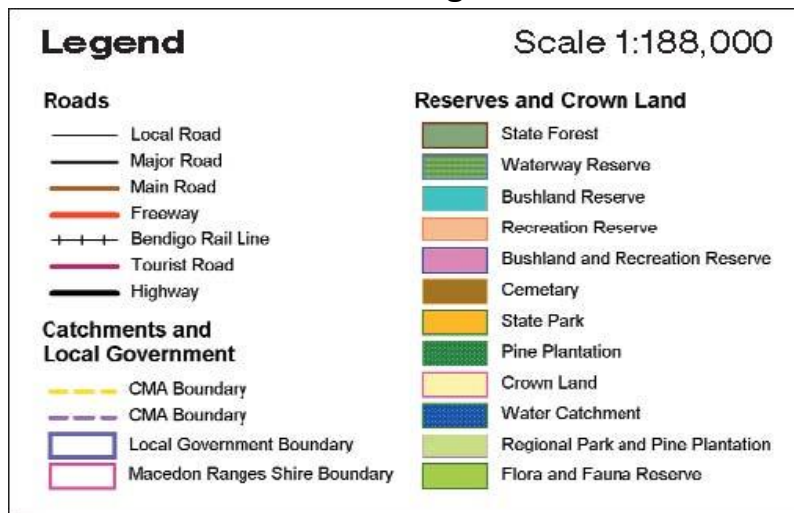 Legend
Scale 1:188,000
Roads
Local Road
Major Road
Main Road
Freeway
Bendigo Rail Line
Tourist Road
Highway
Catchments and
Local Government
CMA Boundary
CMA Boundary
Local Government Boundary
Macedon Ranges Shire Boundary
Reserves and Crown Land
State Forest
Waterway Reserve
Bushland Reserve
Recreation Reserve
Bushland and Recreation Reserve
Cemetary
State Park
Pine Plantation
Crown Land
Water Catchment
Regional Park and Pine Plantation
Flora and Fauna Reserve